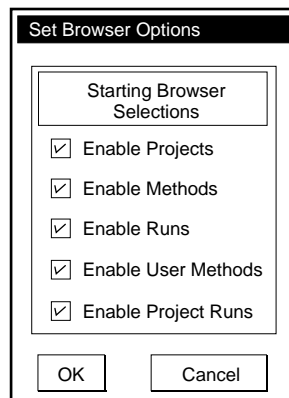 Set Browser Options
Starting Browser
Selections
Enable Projects
Enable Methods
Enable Runs
Enable User Methods
Enable Project Runs
OK
Cancel